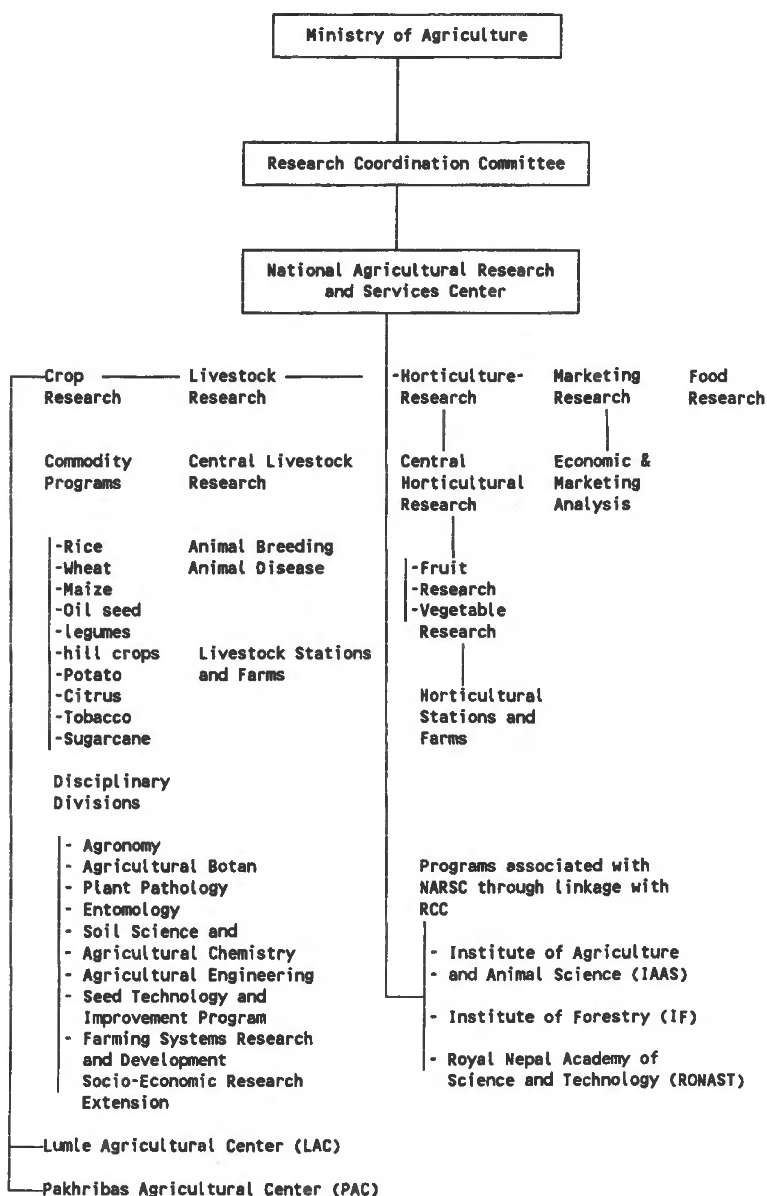 Ministry of Agriculture
Research Coordination Committee
National Agricultural Research
and Services Center
Crop
Research
Livestock
Research
-Horticulture-
Research
Marketing
Research
Food
Research
Commodity
Programs
Central Livestock
Research
Central
Horticultural
Research
Economic &
Marketing
Analysis
-Rice
-Wheat
-Maize
-Oil seed
-legumes
-hill crops
-Potato
-Citrus
-Tobacco
-Sugarcane
Animal Breeding
Animal Disease
Livestock Stations
and Farms
-Fruit
-Research
-Vegetable
Research
Horticultural
Stations and
Farms
Disciplinary
Divisions
- Agronomy
- Agricultural Botan
- Plant Pathology
- Entomology
- Soil Science and
- Agricultural Chemistry
- Agricultural Engineering
- Seed Technology and
Improvement Program
- Farming Systems Research
and Development
Socio-Economic Research
Extension
Programs associated with
NARSC through linkage with
RCC
- Institute of Agriculture
- and Animal Science (IAAS)
- Institute of Forestry (IF)
- Royal Nepal Academy of
Science and Technology (RONAST)
Lumle Agricultural Center (LAC)
Pakhribas Agricultural Center (PAC)